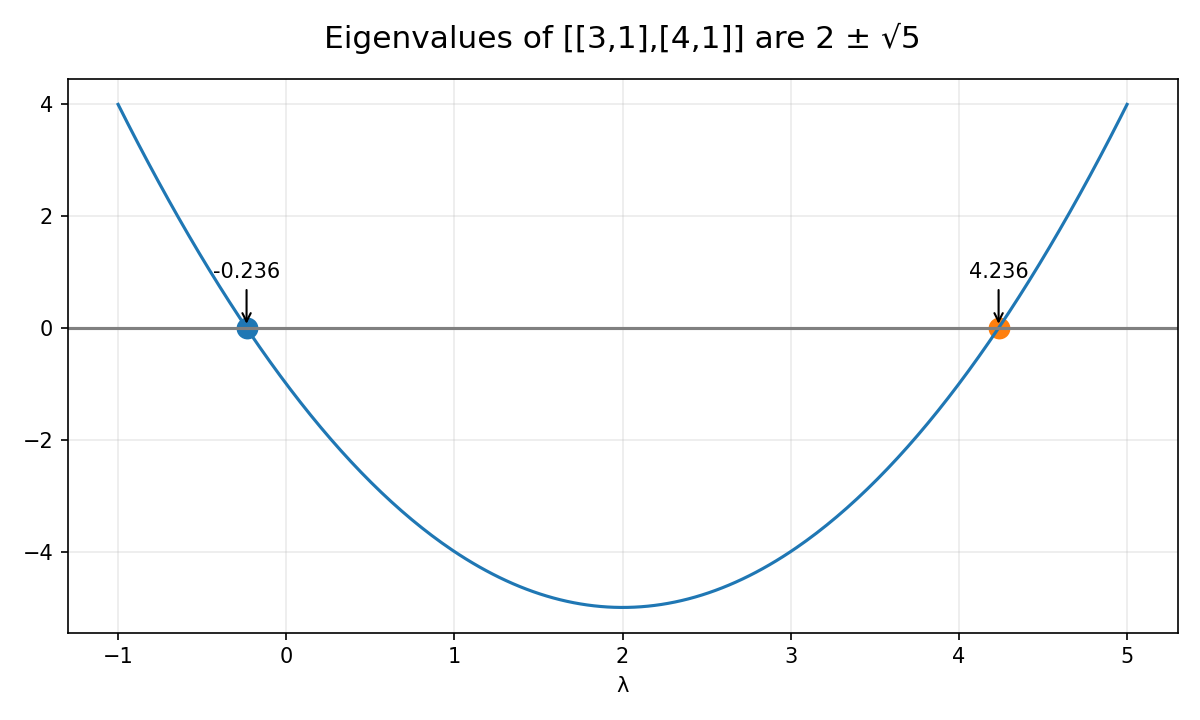 Eigenvalues of [[3,1],[4,1]] are 2 ± √5
4
2
0
−2
−4
-0.236
4.236
−1 0 1 2 3 4 5
λ